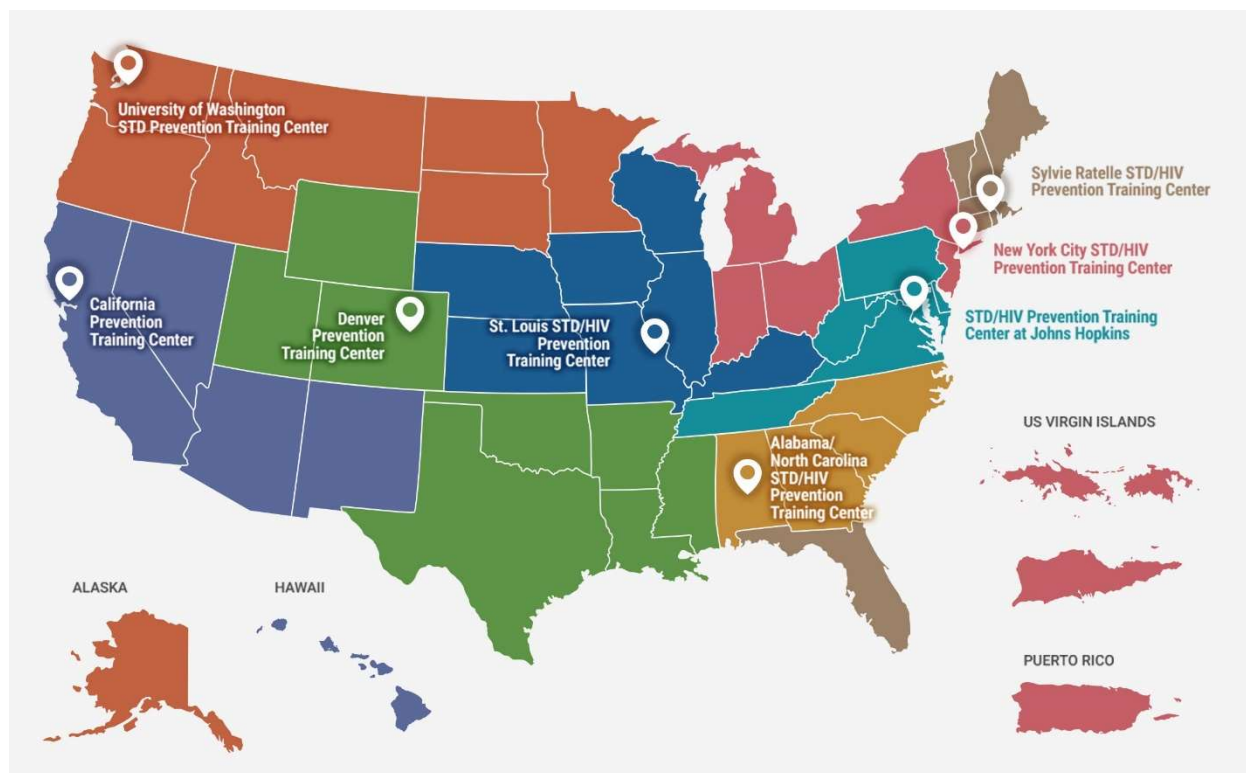 University of Washington
STD Prevention Training Center
Sylvie Ratelle STD/HIV
Prevention Training Center
New York City STD/HIV
Prevention Training Center
California
Prevention
Training Center
Denver
Prevention
Training Center
St. Louis STD/HIV
Prevention
Training Center
STD/HIV Prevention Training
Center at Johns Hopkins
Alabama/
North Carolina
STD/HIV
Prevention
Training Center
US VIRGIN ISLANDS
ALASKA
HAWAII
PUERTO RICO